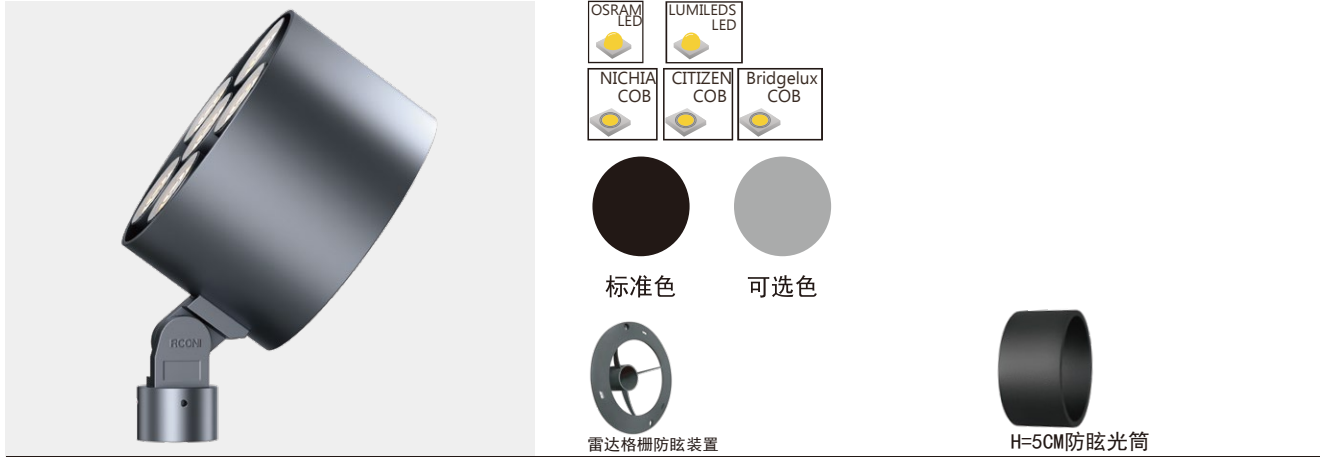 OSRAM
LED
LUMILEDS
LED
NICHIA
COB
CITIZEN
COB
Bridgelux
COB
标准色
可选色
RCONI
雷达格栅防眩装置
H=5CM防眩光筒